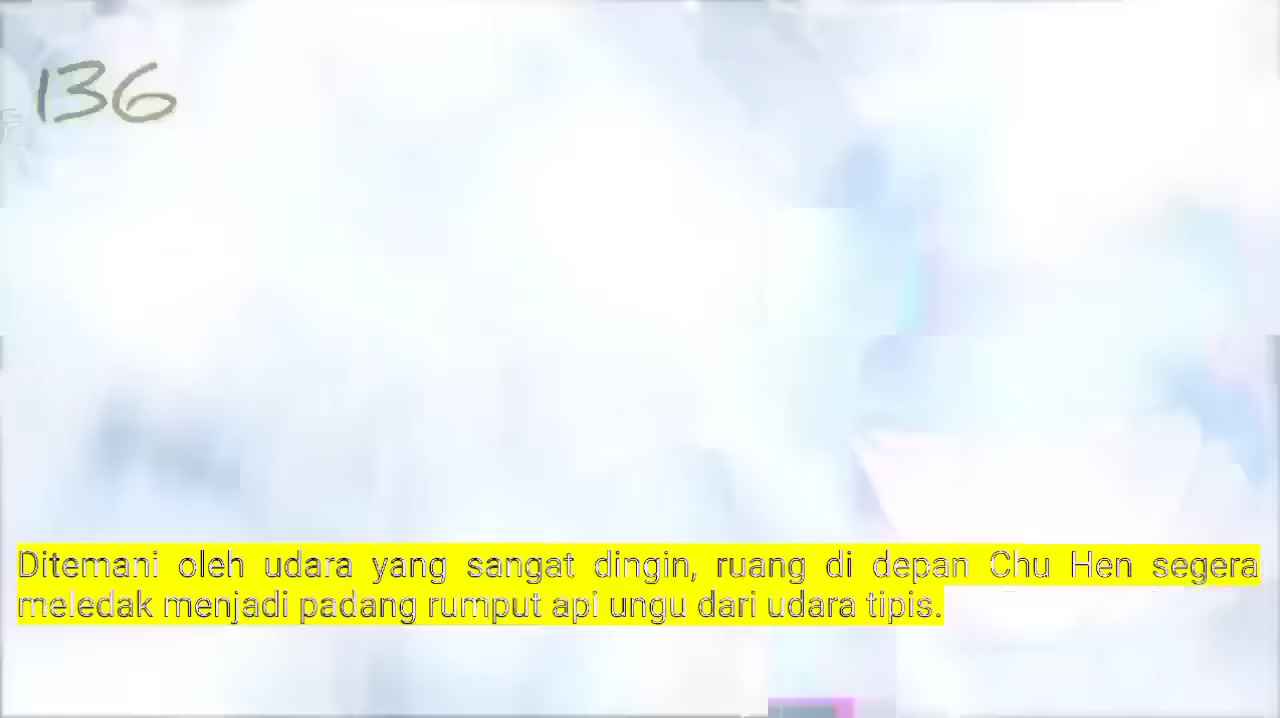 136
Ditemani oleh udara yang sangat dingin, ruang di depan Chu Hen segera
meledak menjadi padang rumput api ungu dari udara tipis.